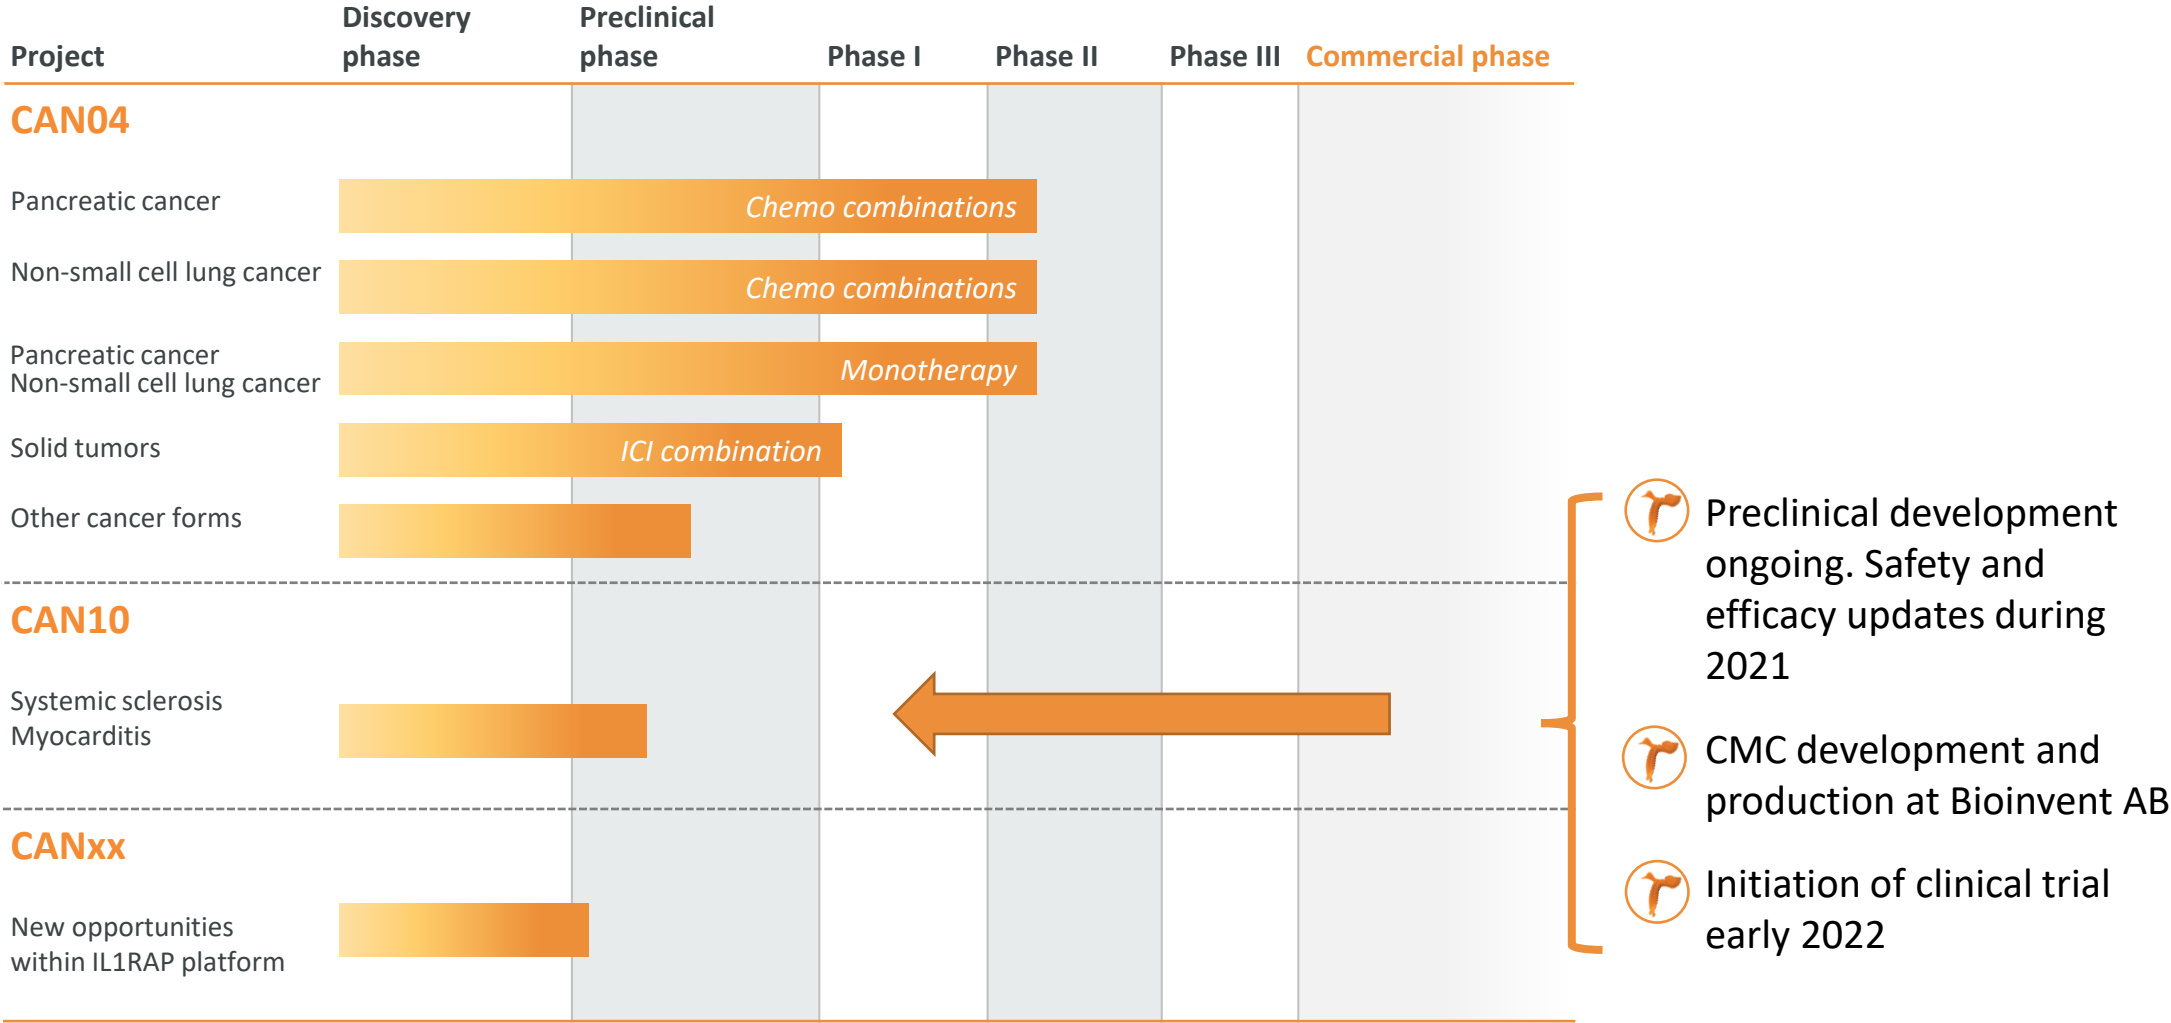 Project
Discovery
phase
Preclinical
phase
Phase I
Phase II
Phase III
Commercial phase
CAN04
Pancreatic cancer
Chemo combinations
Non-small cell lung cancer
Chemo combinations
Pancreatic cancer
Non-small cell lung cancer
Monotherapy
Solid tumors
ICI combination
Other cancer forms
CAN10
Systemic sclerosis
Myocarditis
CANxx
New opportunities
within IL1RAP platform
Preclinical development
ongoing. Safety and
efficacy updates during
2021
CMC development and
production at Bioinvent AB
Initiation of clinical trial
early 2022